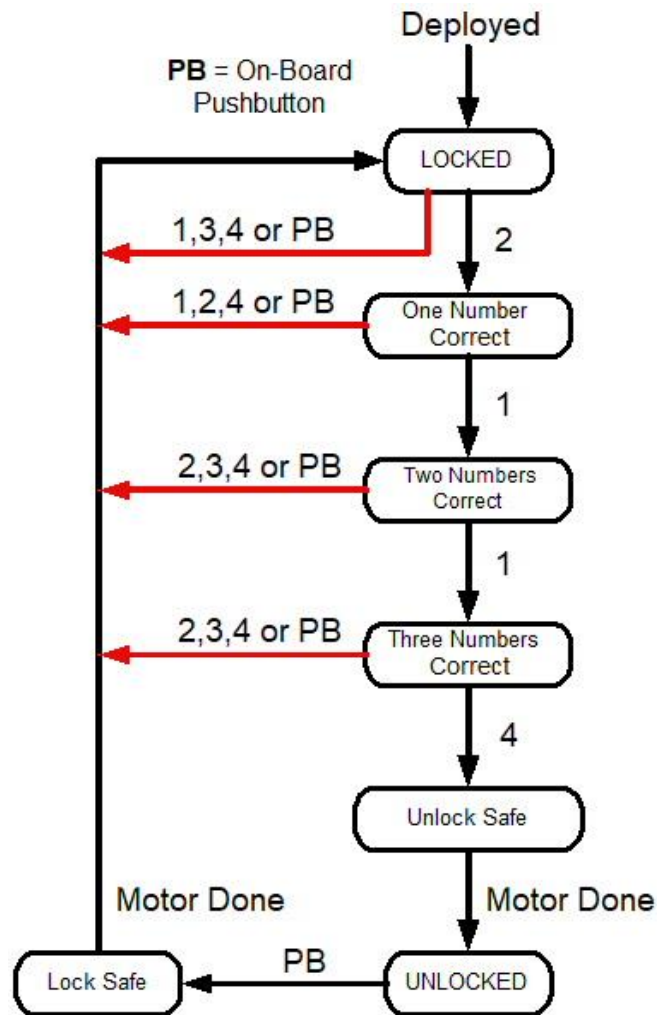 Deployed
PB = On-Board
Pushbutton
LOCKED
1,3,4 or PB
2
1,2,4 or PB
One Number
Correct
1
2,3,4 or PB
Two Numbers
Correct
1
2,3,4 or PB
Three Numbers
Correct
4
Unlock Safe
Motor Done
Motor Done
Lock Safe
PB
UNLOCKED